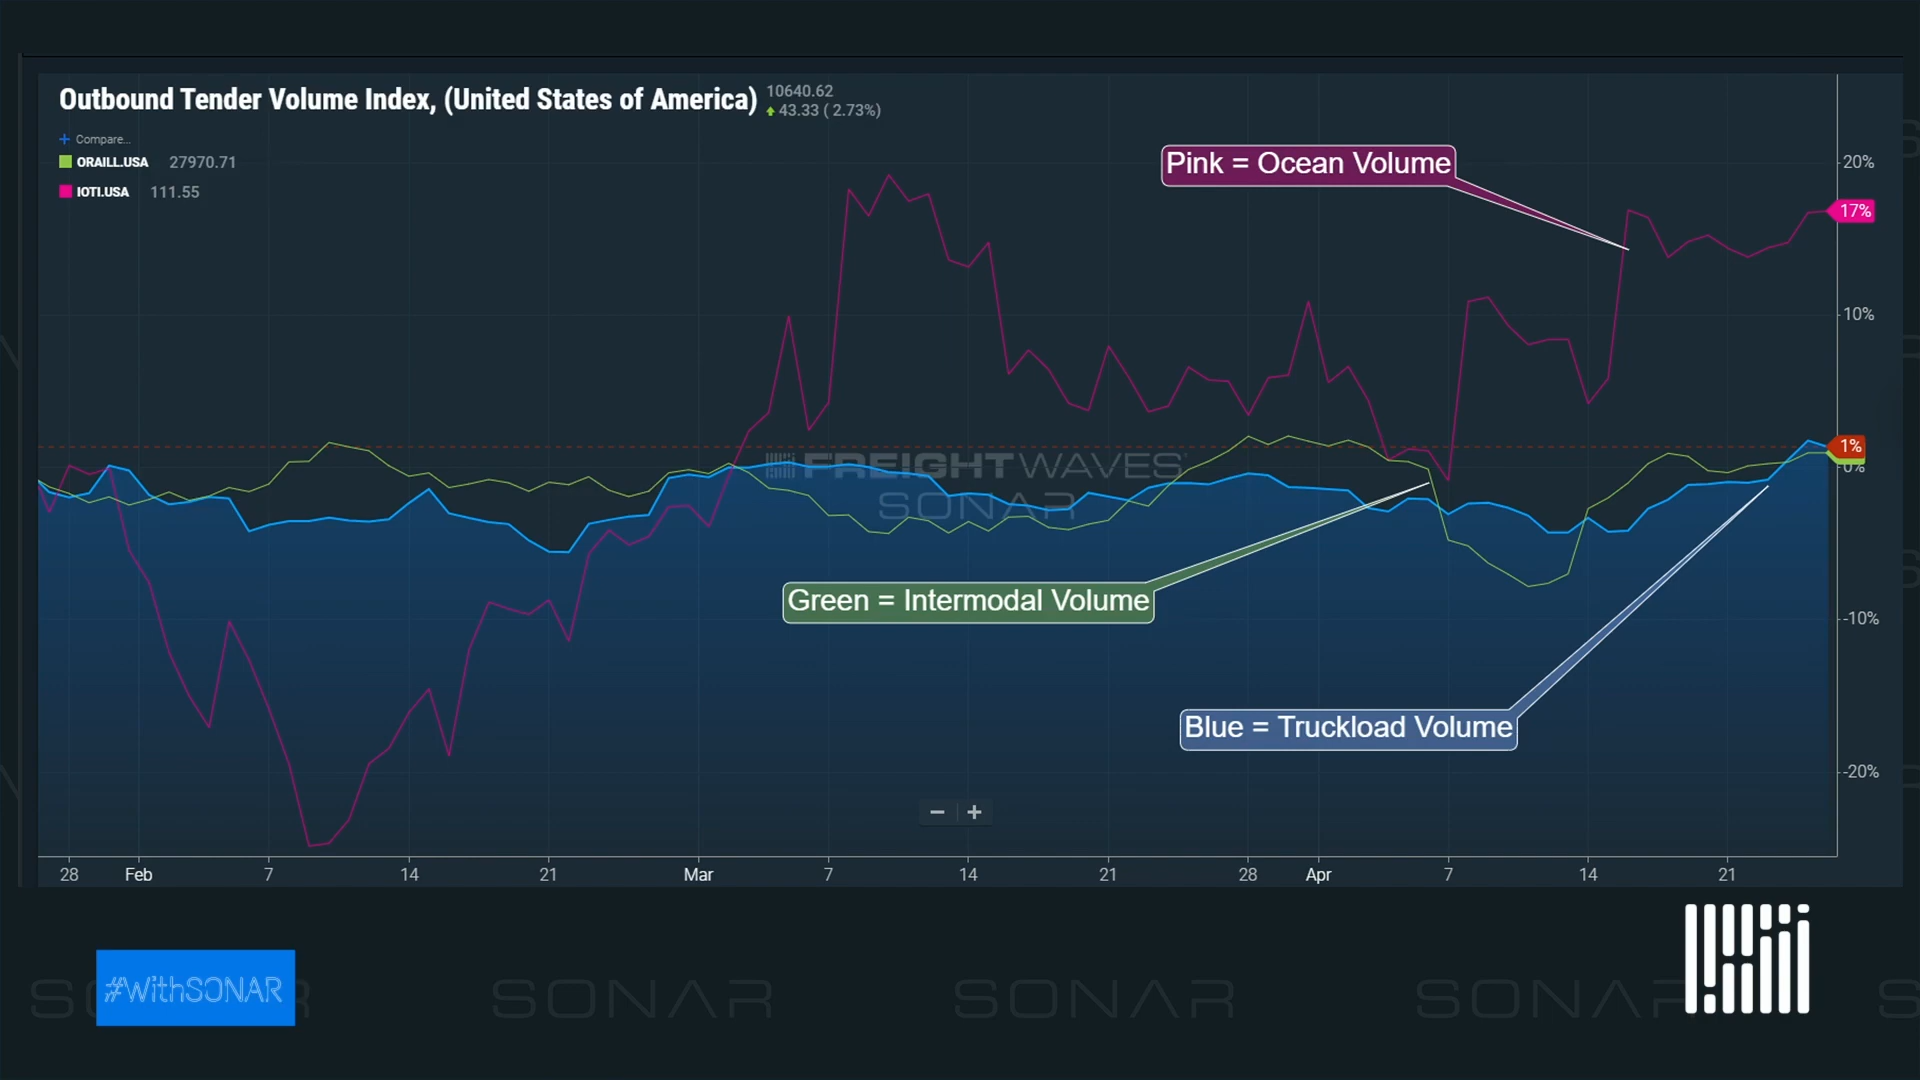 Outbound Tender Volume Index, (United States of America)
10640.62
43.33 ( 2.73%)
+ Compare...
ORAILL.USA 27970.71
IOTI.USA 111.55
Pink = Ocean Volume
20%
17%
10%
1%
0%
FREIGHTWAVES
SONAR
Green = Intermodal Volume
-10%
Blue = Truckload Volume
-20%
− +
28 Feb 7 14 21 Mar 7 14 21 28 Apr 7 14 21
#WithSONAR
SONAR SONAR SONAR